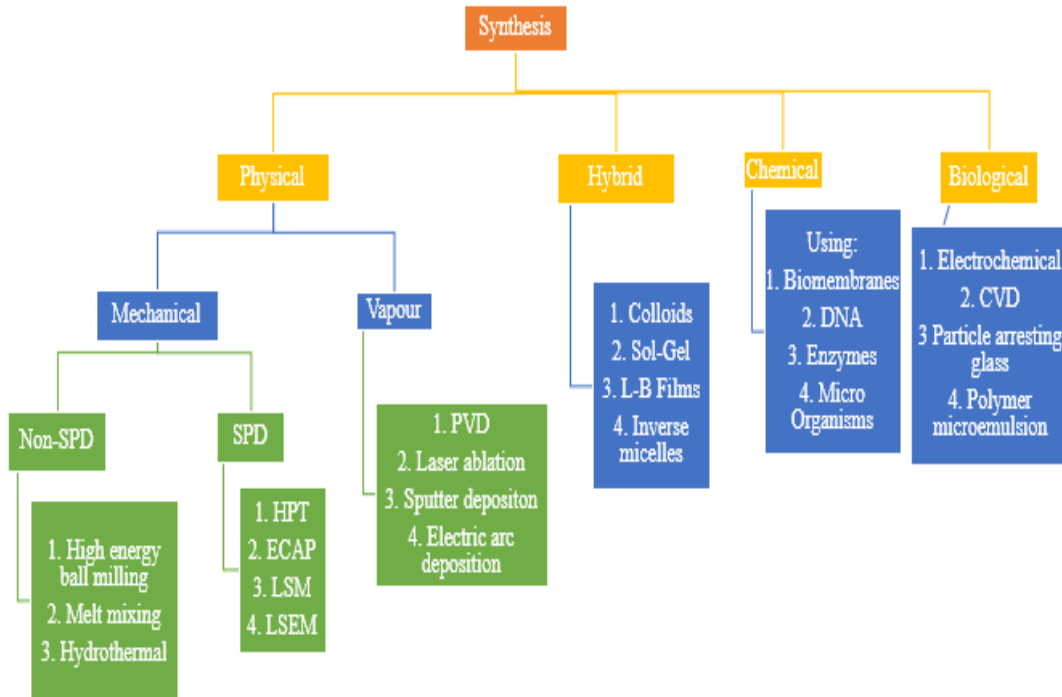 Synthesis
Physical
Hybrid
Chemical
Biological
Mechanical
Vapour
Non-SPD
SPD
1. High energy
ball milling
2. Melt mixing
3. Hydrothermal
1. HPT
2. ECAP
3. LSM
4. LSEM
1. PVD
2. Laser ablation
3. Sputter depositon
4. Electric arc
deposition
1. Colloids
2. Sol-Gel
3. L-B Films
4. Inverse
micelles
Using:
1. Biomembranes
2. DNA
3. Enzymes
4. Micro
Organisms
1. Electrochemical
2. CVD
3 Particle arresting
glass
4. Polymer
microemulsion